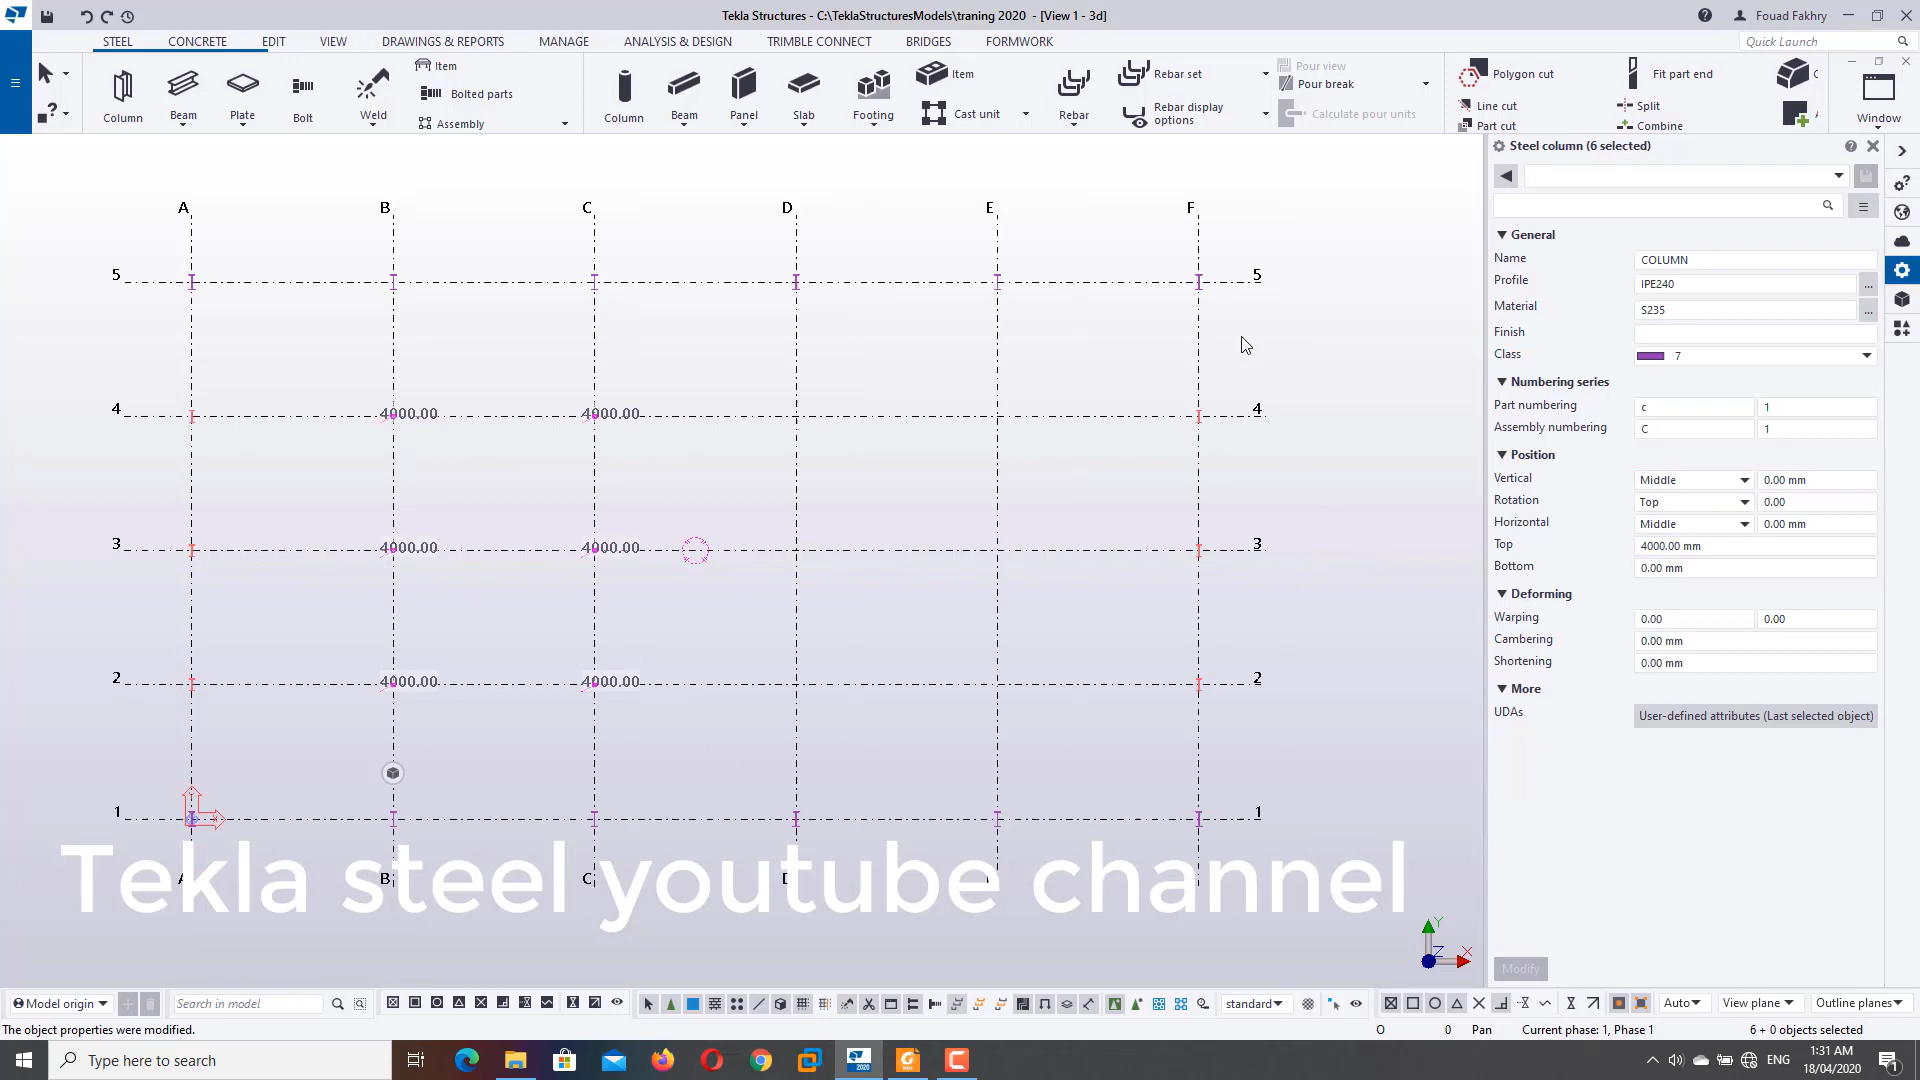 Tekla Structures - C:\TeklaStructuresModels\traning 2020 - [View 1 - 3d]
Fouad Fakhry
STEEL CONCRETE EDIT VIEW DRAWINGS & REPORTS MANAGE ANALYSIS & DESIGN TRIMBLE CONNECT BRIDGES FORMWORK
Quick Launch
Column Beam Plate Bolt Weld
Item
Bolted parts
Assembly
Column Beam Panel Slab Footing
Item
Cast unit
Rebar
Rebar set
Rebar display options
Pour view
Pour break
Calculate pour units
Polygon cut
Line cut
Part cut
Fit part end
Split
Combine
Window
Steel column (6 selected)
General
Name COLUMN
Profile IPE240 ...
Material S235 ...
Finish
Class 7
Numbering series
Part numbering c 1
Assembly numbering C 1
Position
Vertical Middle 0.00 mm
Rotation Top 0.00
Horizontal Middle 0.00 mm
Top 4000.00 mm
Bottom 0.00 mm
Deforming
Warping 0.00 0.00
Cambering 0.00 mm
Shortening 0.00 mm
More
UDAs User-defined attributes (Last selected object)
Modify
A B C D E F
5 5
4 4000.00 4000.00 4
3 4000.00 4000.00 3
2 4000.00 4000.00 2
1 1
B C
Tekla steel youtube channel
Y
Z X
Model origin
Search in model
standard
Auto
View plane
Outline planes
The object properties were modified.
O 0 Pan Current phase: 1, Phase 1 6 + 0 objects selected
Type here to search
2020
ENG
1:31 AM
18/04/2020
1